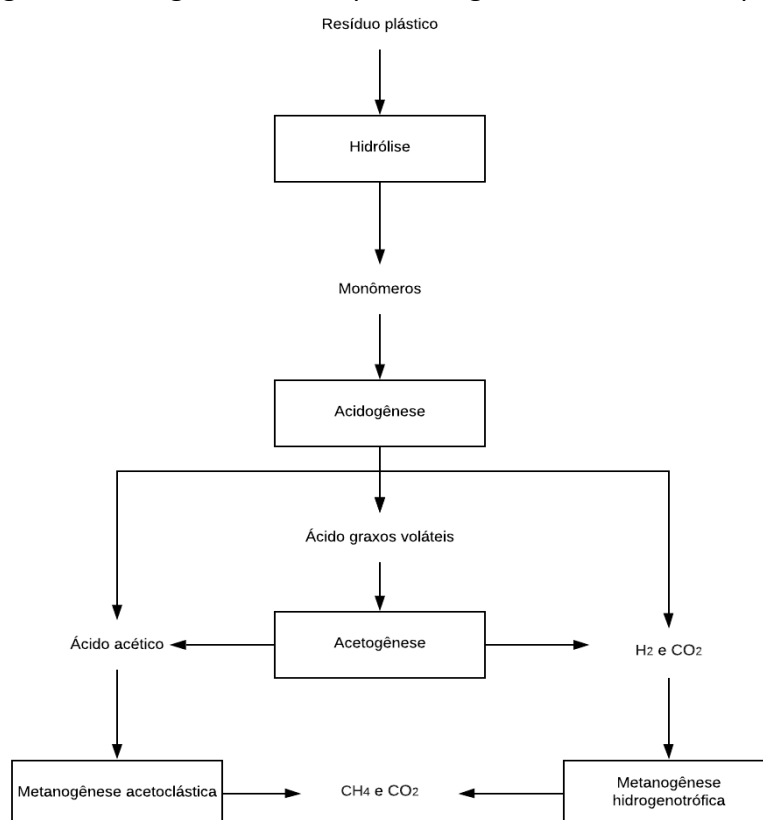 Resíduo plástico
Hidrólise
Monômeros
Acidogênese
Ácido graxos voláteis
Ácido acético
Acetogênese
H2 e CO2
Metanogênese acetoclástica
CH4 e CO2
Metanogênese
hidrogenotrófica